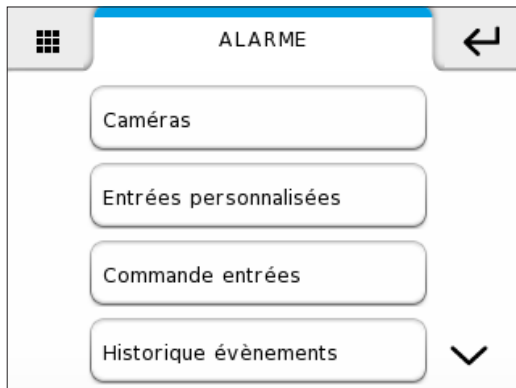 ALARME
Caméras
Entrées personnalisées
Commande entrées
Historique évènements